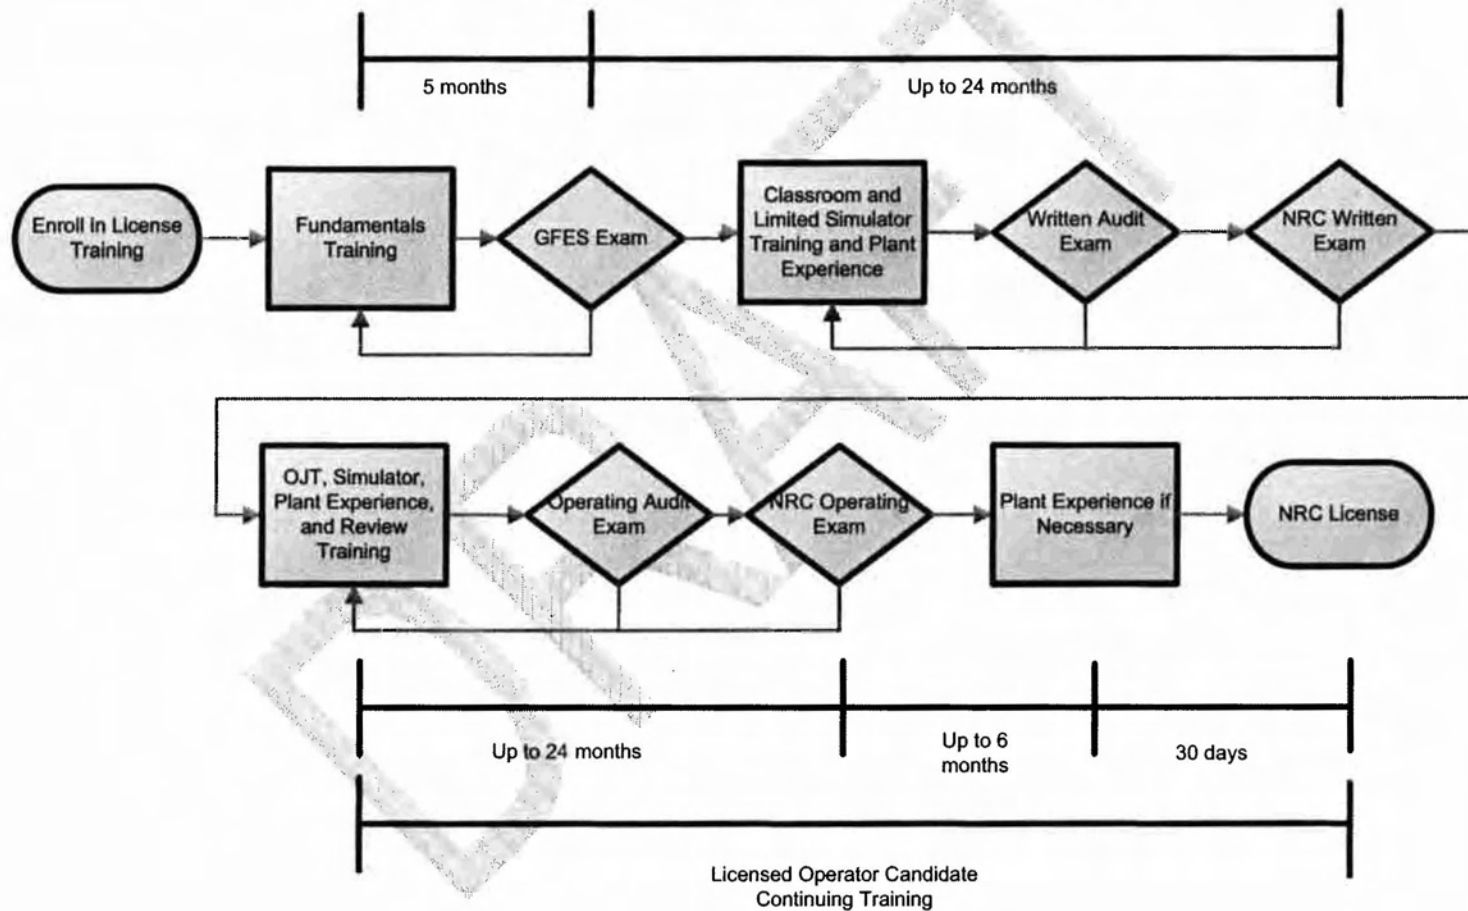 5 months
Up to 24 months
Enroll in License
Training
Fundamentals
Training
GFES Exam
Classroom and
Limited Simulator
Training and Plant
Experience
Written Audit
Exam
NRC Written
Exam
OJT, Simulator,
Plant Experience,
and Review
Training
Operating Audit
Exam
NRC Operating
Exam
Plant Experience if
Necessary
NRC License
Up to 24 months
Up to 6
months
30 days
Licensed Operator Candidate
Continuing Training
DRAFT